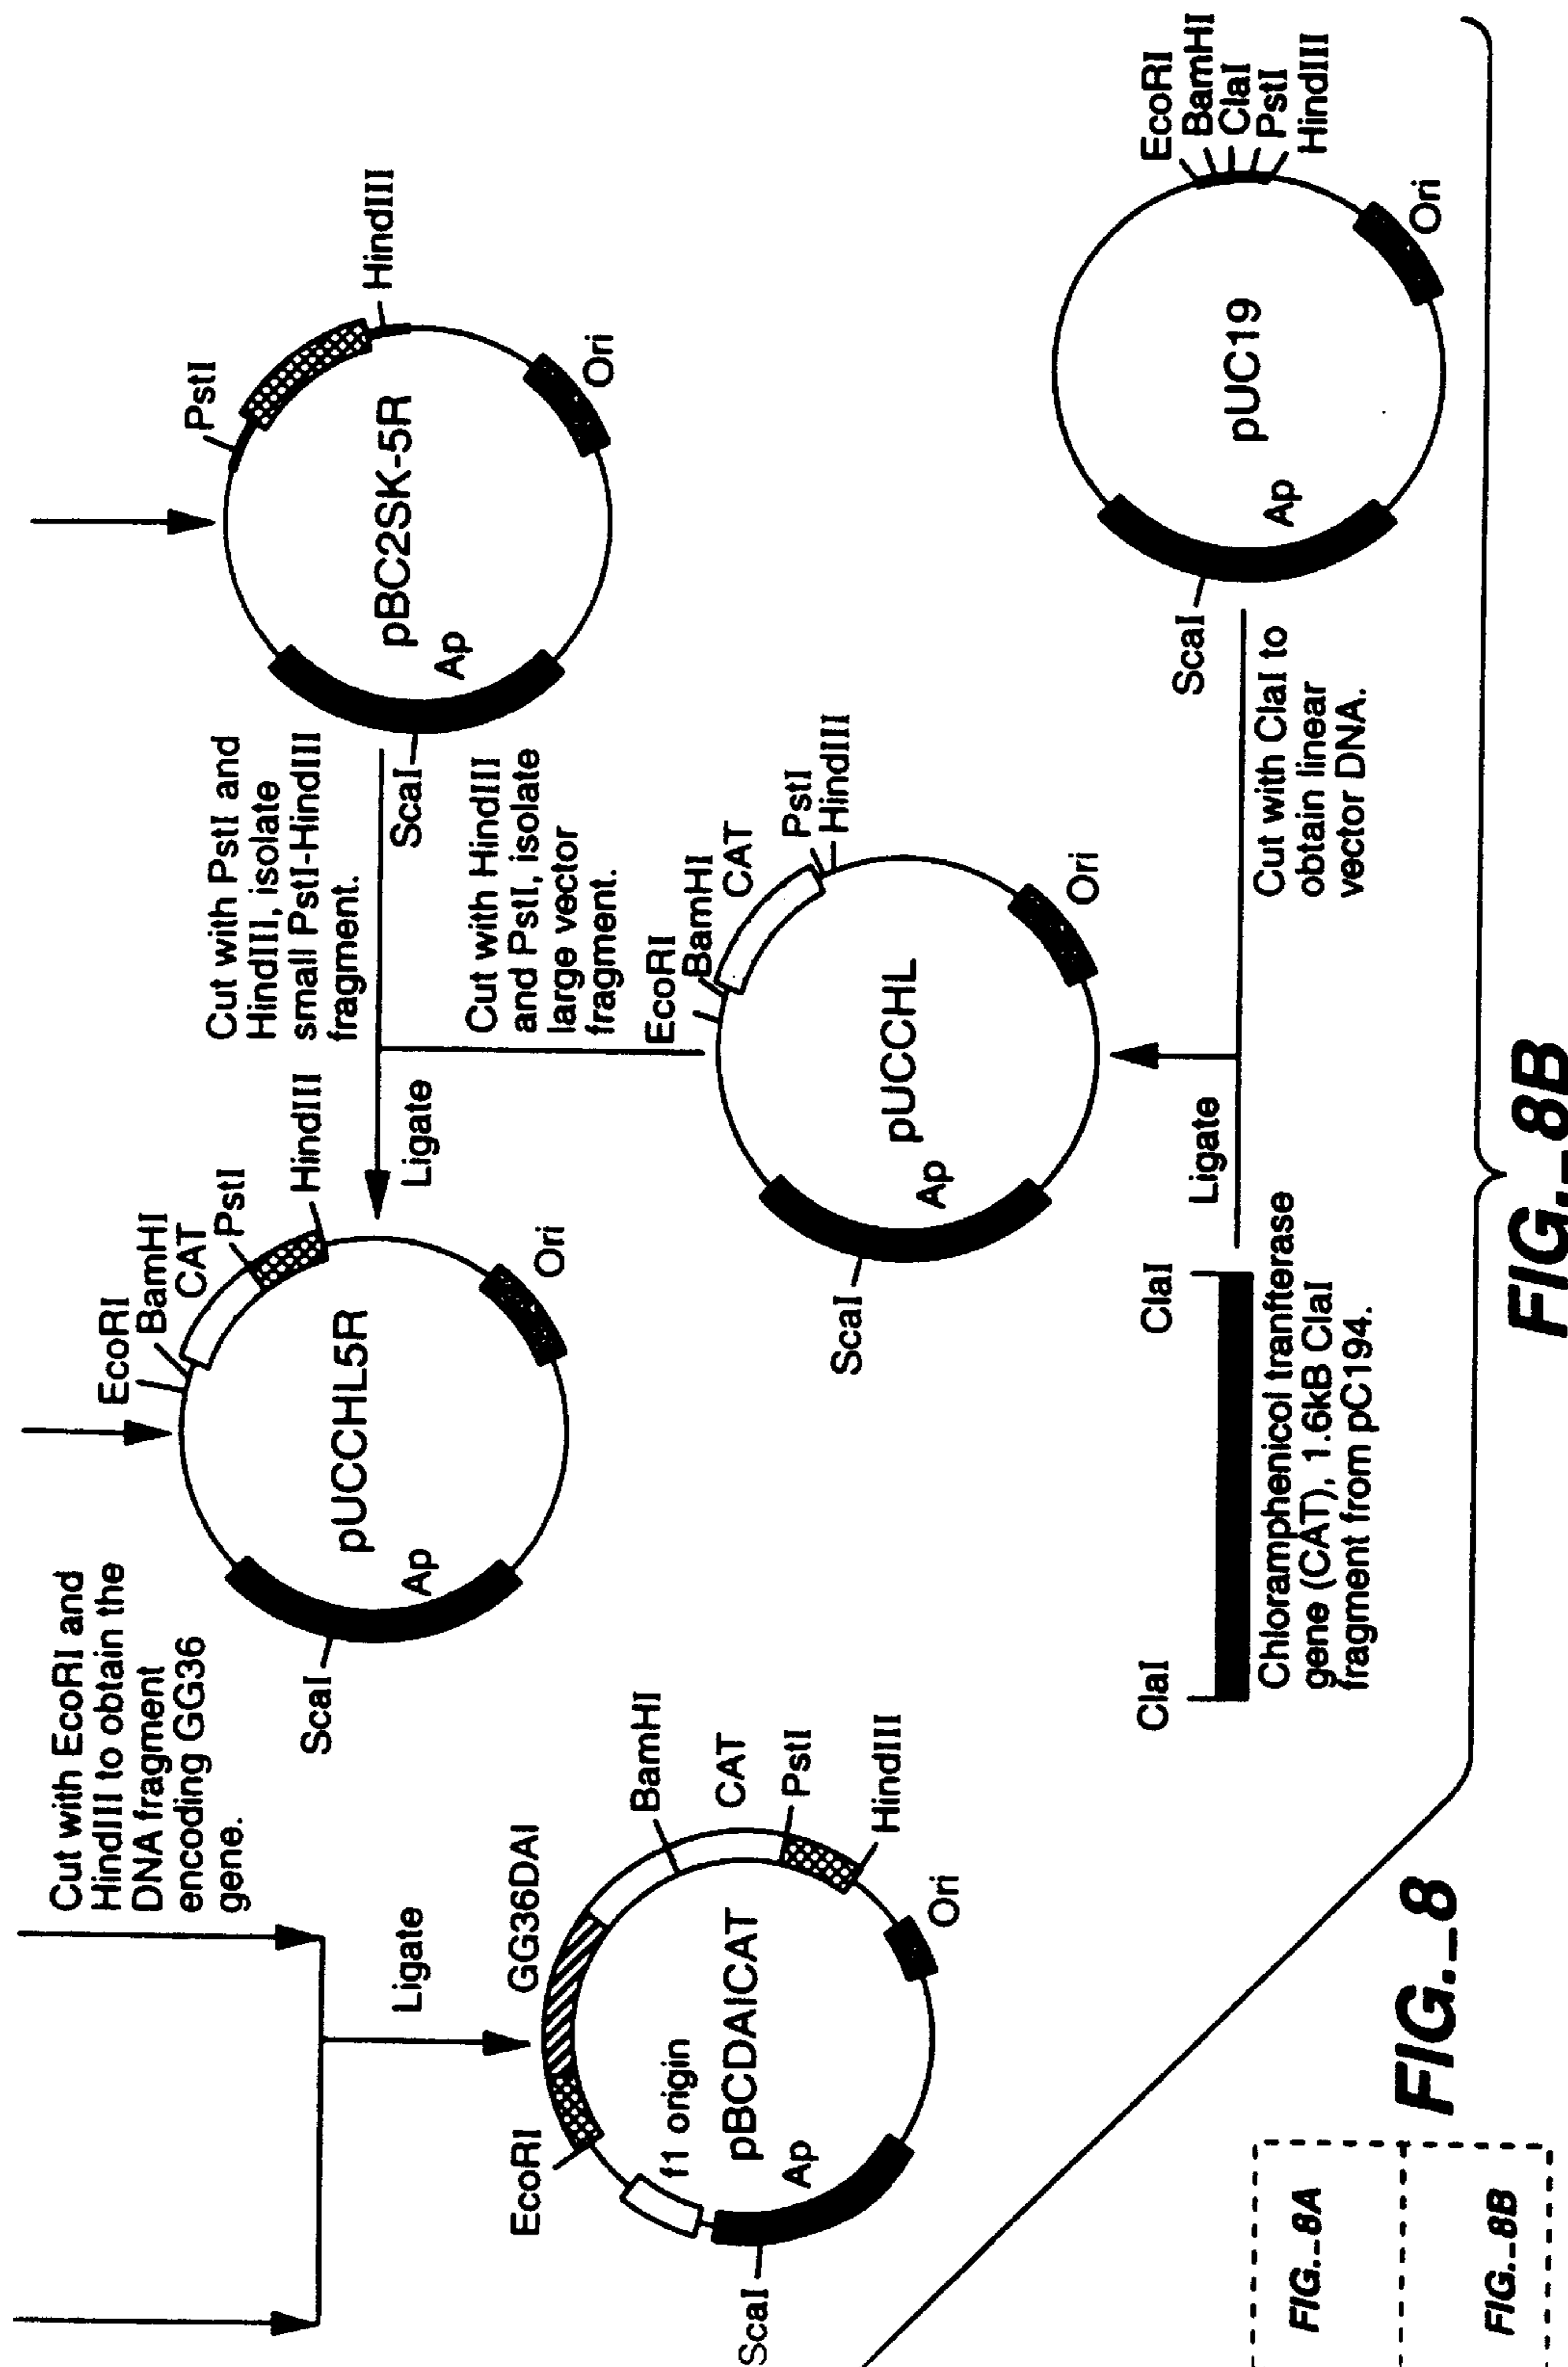 Cut with EcoRI and
HindIII to obtain the
DNA fragment
encoding GG36
gene.
Ligate
EcoRI
GG36DAI
BamHI
CAT
PstI
HindIII
f1 origin
pBCDAICAT
Ap
Ori
ScaI
EcoRI
BamHI
CAT
PstI
HindIII
pUCCHL5R
Ap
Ori
ScaI
Cut with PstI and
HindIII, isolate
small PstI-HindIII
fragment.
Ligate
Cut with HindIII
and PstI, isolate
large vector
fragment.
PstI
HindIII
pBC2SK-5R
Ap
Ori
ScaI
EcoRI
BamHI
CAT
PstI
HindIII
pUCCHL
Ap
Ori
ScaI
ClaI
ClaI
Chloramphenicol tranfterase
gene (CAT), 1.6kB ClaI
fragment from pC194.
Ligate
Cut with ClaI to
obtain linear
vector DNA.
EcoRI
BamHI
ClaI
PstI
HindIII
pUC19
Ap
Ori
ScaI
FIG._8A
FIG._8B
FIG._8
FIG._8B